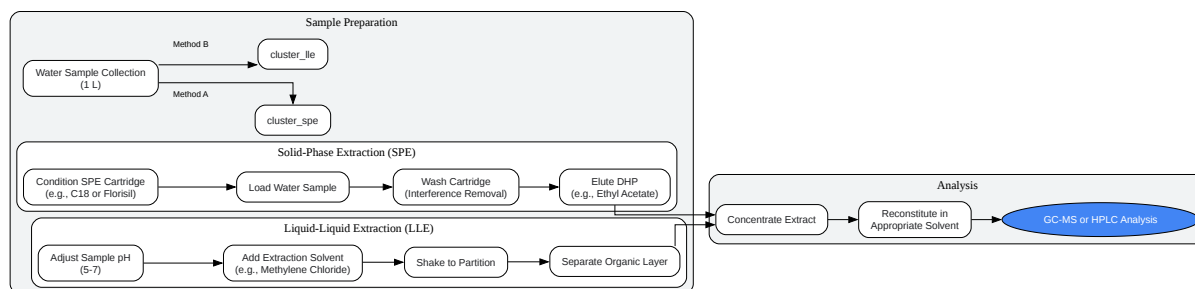 Sample Preparation
Method B
cluster_lle
Water Sample Collection
(1 L)
Method A
cluster_spe
Solid-Phase Extraction (SPE)
Condition SPE Cartridge
(e.g., C18 or Florisil)
Load Water Sample
Wash Cartridge
(Interference Removal)
Elute DHP
(e.g., Ethyl Acetate)
Liquid-Liquid Extraction (LLE)
Adjust Sample pH
(5-7)
Add Extraction Solvent
(e.g., Methylene Chloride)
Shake to Partition
Separate Organic Layer
Analysis
Concentrate Extract
Reconstitute in
Appropriate Solvent
GC-MS or HPLC Analysis